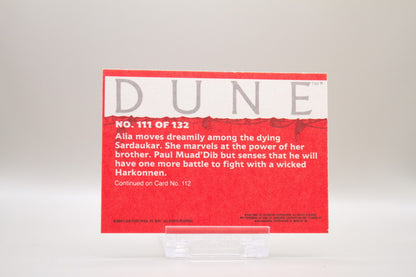 DUNE
NO. 111 OF 132
Alia moves dreamily among the dying
Sardaukar. She marvels at the power of her
brother. Paul Muad'Dib but senses that he will
have one more battle to fight with a wicked
Harkonnen.
Continued on Card No. 112